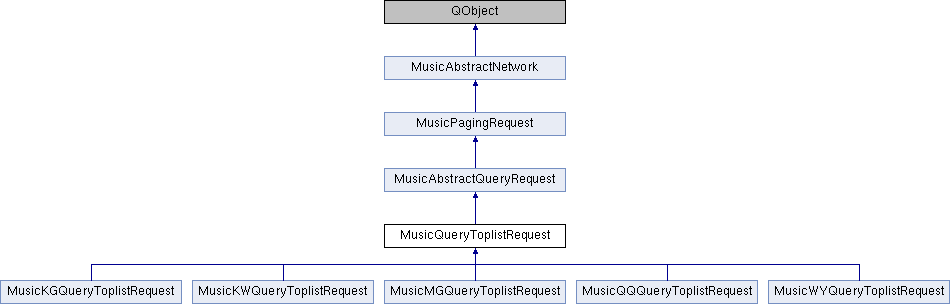 QObject
MusicAbstractNetwork
MusicPagingRequest
MusicAbstractQueryRequest
MusicQueryToplistRequest
MusicKGQueryToplistRequest
MusicKWQueryToplistRequest
MusicMGQueryToplistRequest
MusicQQQueryToplistRequest
MusicWYQueryToplistRequest